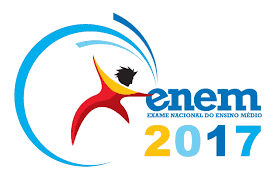 enem
EXAME NACIONAL DO ENSINO MÉDIO
2017